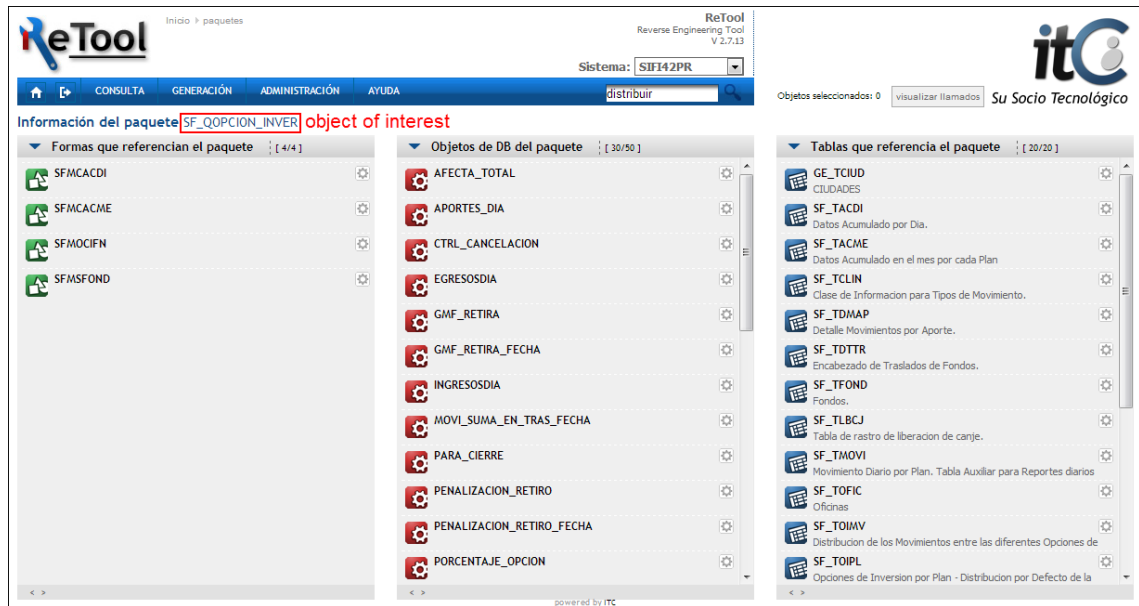 ReTool
Inicio > paquetes
ReTool
Reverse Engineering Tool
V 2.7.13
Sistema: SIFI42PR
itc
Su Socio Tecnológico
CONSULTA GENERACIÓN ADMINISTRACIÓN AYUDA
distribuir
Objetos seleccionados: 0 visualizar llamados
Información del paquete SF_QOPCION_INVER object of interest
Formas que referencian el paquete [ 4/4 ]
SFMCACDI
SFMCACME
SFMOCIFN
SFMSFOND
Objetos de DB del paquete [ 30/50 ]
AFECTA_TOTAL
APORTES_DIA
CTRL_CANCELACION
EGRESOSDIA
GMF_RETIRA
GMF_RETIRA_FECHA
INGRESOSDIA
MOVI_SUMA_EN_TRAS_FECHA
PARA_CIERRE
PENALIZACION_RETIRO
PENALIZACION_RETIRO_FECHA
PORCENTAJE_OPCION
Tablas que referencia el paquete [ 20/20 ]
GE_TCIUD
CIUDADES
SF_TACDI
Datos Acumulado por Dia.
SF_TACME
Datos Acumulado en el mes por cada Plan
SF_TCLIN
Clase de Informacion para Tipos de Movimiento.
SF_TDMAP
Detalle Movimientos por Aporte.
SF_TDTTR
Encabezado de Traslados de Fondos.
SF_TFOND
Fondos.
SF_TLBCJ
Tabla de rastro de liberacion de canje.
SF_TMOVI
Movimiento Diario por Plan. Tabla Auxiliar para Reportes diarios
SF_TOFIC
Oficinas
SF_TOIMV
Distribucion de los Movimientos entre las diferentes Opciones de
SF_TOIPL
Opciones de Inversion por Plan - Distribucion por Defecto de la
< >
< >
< >
powered by ITC